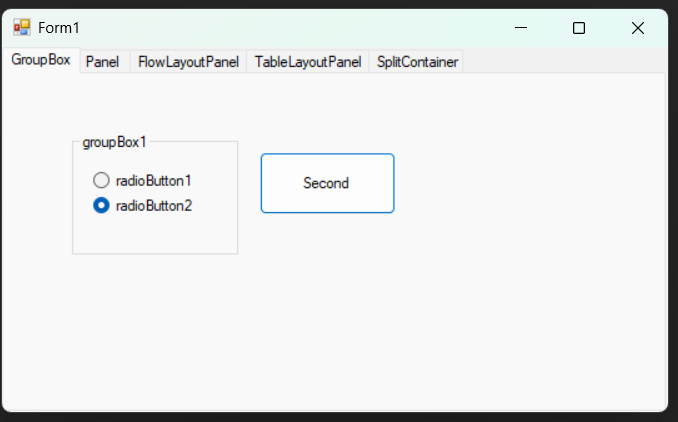 Form1
GroupBox Panel FlowLayoutPanel TableLayoutPanel SplitContainer
groupBox1
radioButton1
radioButton2
Second